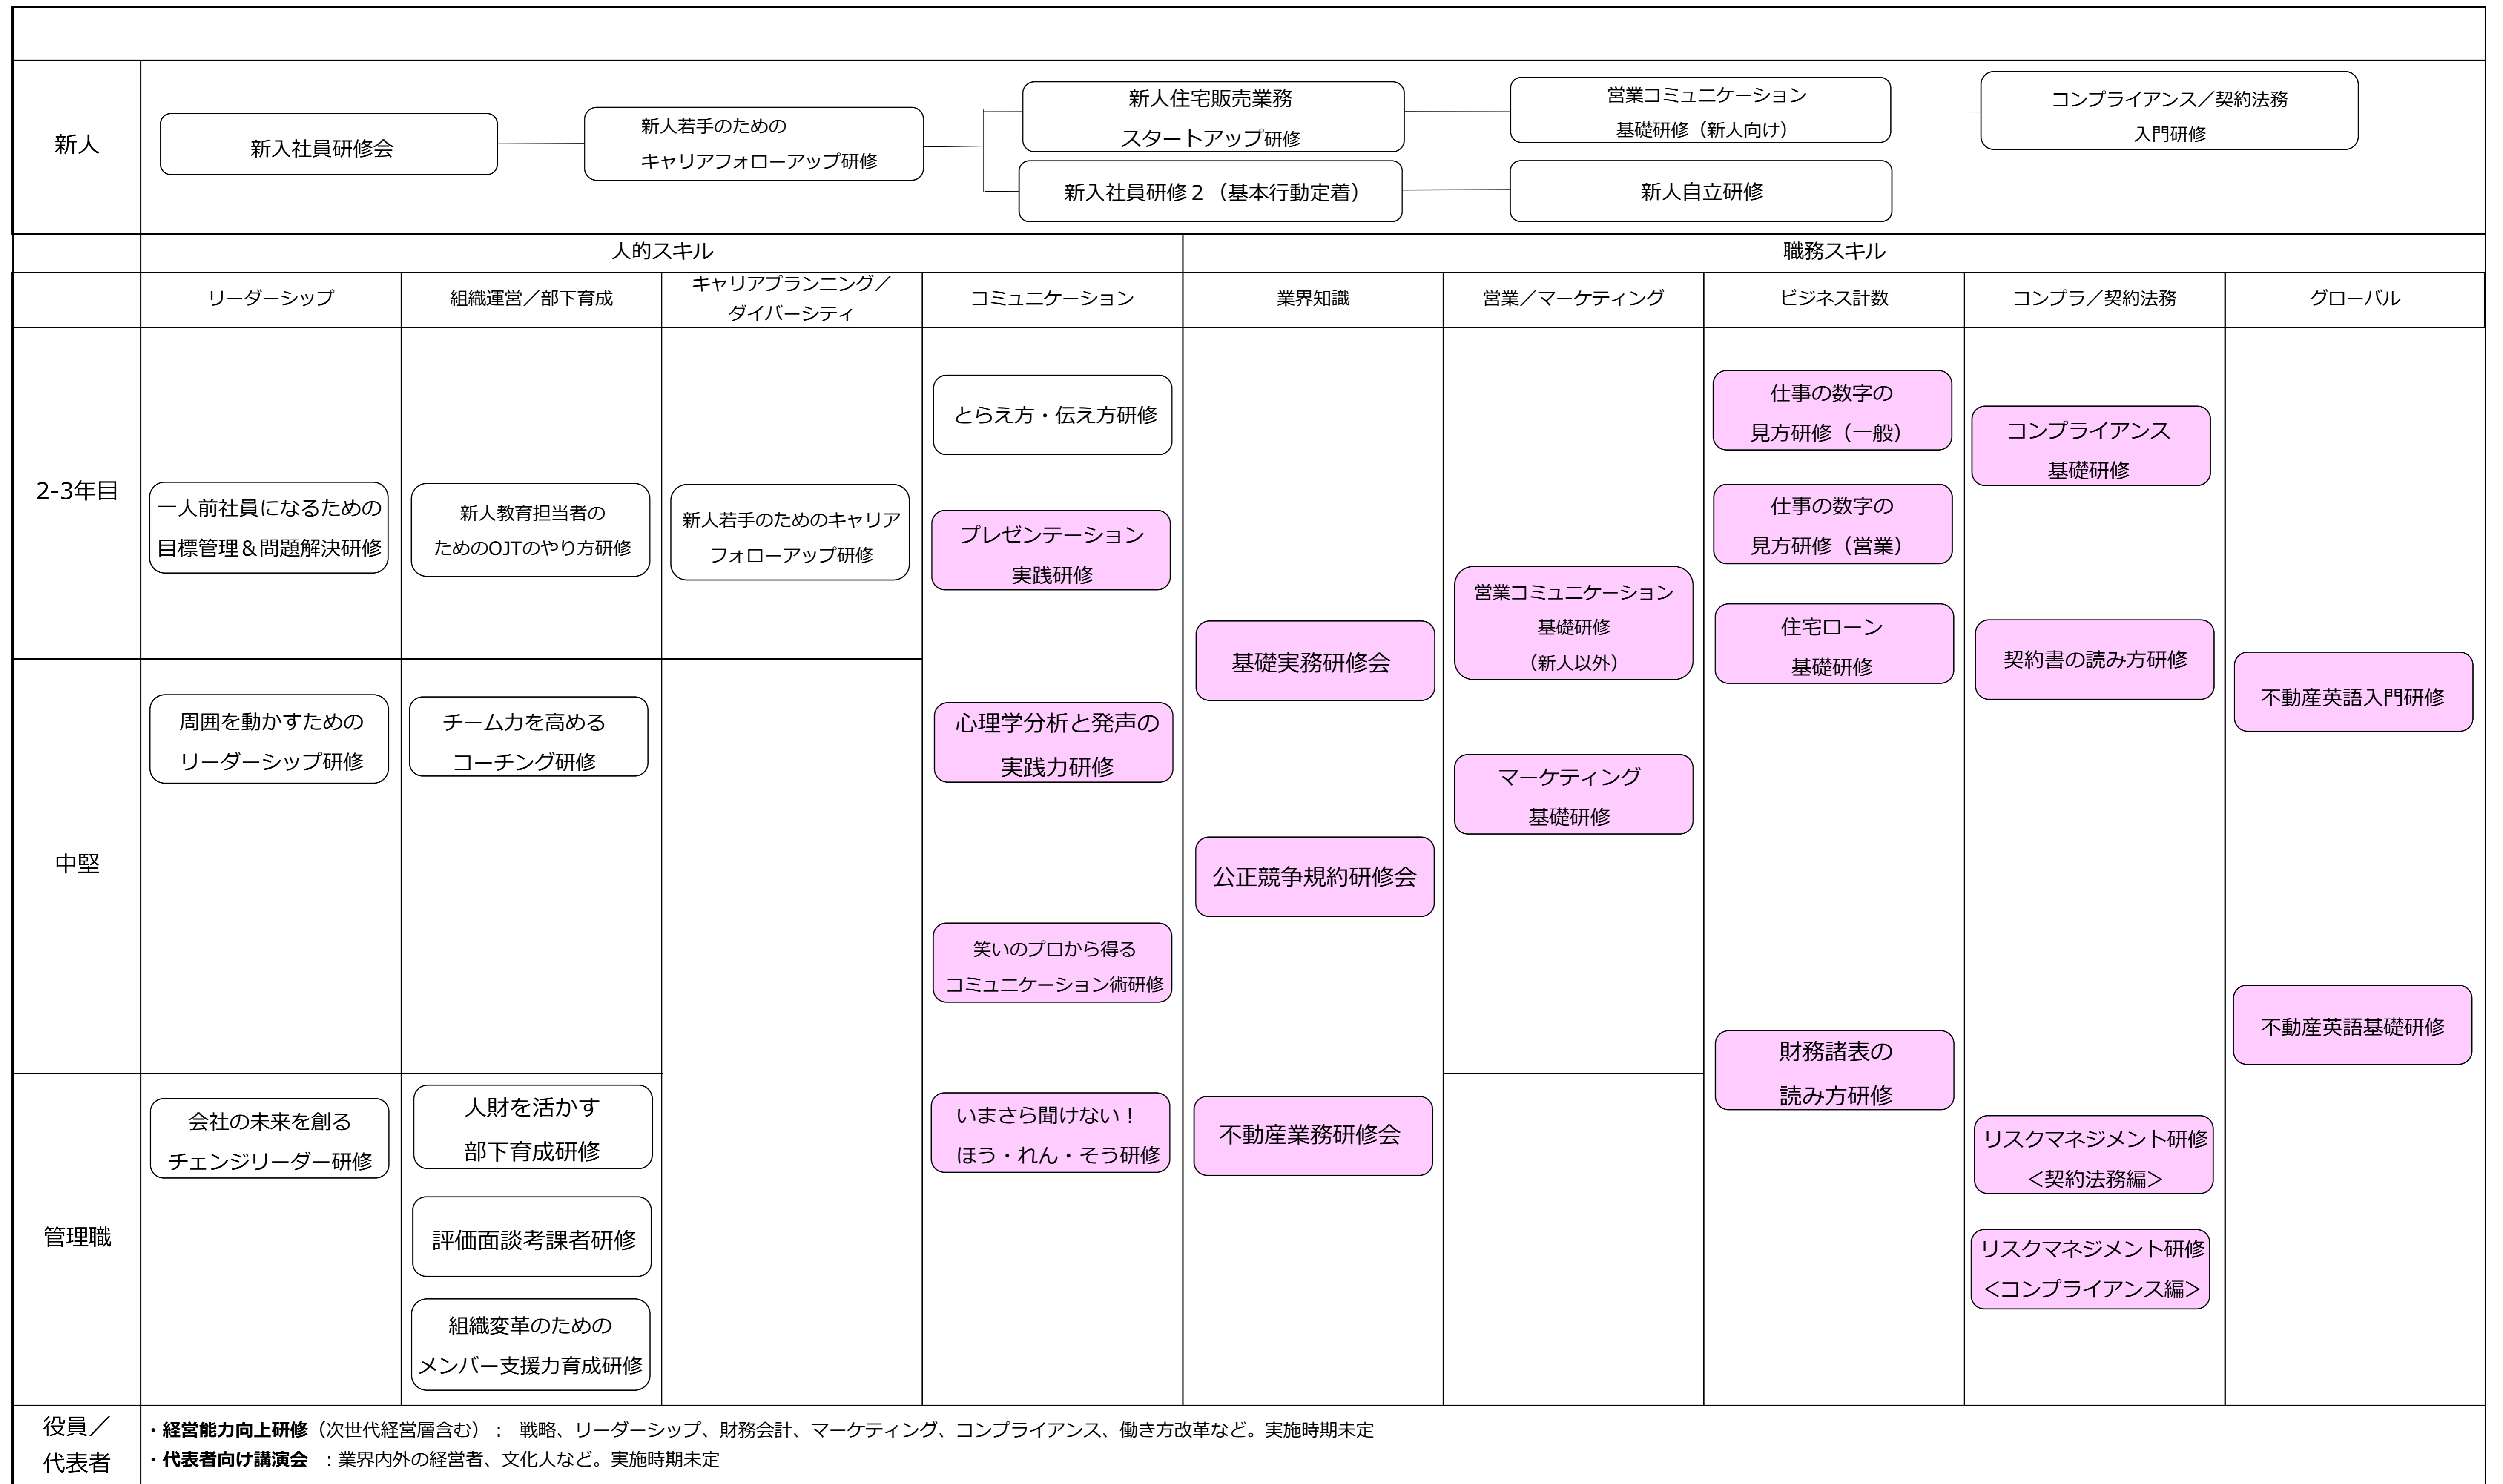 新人
新入社員研修会
新人若手のための
キャリアフォローアップ研修
新人住宅販売業務
スタートアップ研修
営業コミュニケーション
基礎研修（新人向け）
コンプライアンス／契約法務
入門研修
新入社員研修２（基本行動定着）
新人自立研修
人的スキル
職務スキル
リーダーシップ
組織運営／部下育成
キャリアプランニング／
ダイバーシティ
コミュニケーション
業界知識
営業／マーケティング
ビジネス計数
コンプラ／契約法務
グローバル
2-3年目
一人前社員になるための
目標管理＆問題解決研修
新人教育担当者の
ためのOJTのやり方研修
新人若手のためのキャリア
フォローアップ研修
とらえ方・伝え方研修
プレゼンテーション
実践研修
基礎実務研修会
営業コミュニケーション
基礎研修
（新人以外）
仕事の数字の
見方研修（一般）
仕事の数字の
見方研修（営業）
住宅ローン
基礎研修
コンプライアンス
基礎研修
契約書の読み方研修
不動産英語入門研修
中堅
周囲を動かすための
リーダーシップ研修
チーム力を高める
コーチング研修
心理学分析と発声の
実践力研修
笑いのプロから得る
コミュニケーション術研修
公正競争規約研修会
マーケティング
基礎研修
財務諸表の
読み方研修
不動産英語基礎研修
管理職
会社の未来を創る
チェンジリーダー研修
人財を活かす
部下育成研修
評価面談考課者研修
組織変革のための
メンバー支援力育成研修
いまさら聞けない！
ほう・れん・そう研修
不動産業務研修会
リスクマネジメント研修
＜契約法務編＞
リスクマネジメント研修
＜コンプライアンス編＞
役員／
代表者
・経営能力向上研修（次世代経営層含む）： 戦略、リーダーシップ、財務会計、マーケティング、コンプライアンス、働き方改革など。実施時期未定
・代表者向け講演会 ：業界内外の経営者、文化人など。実施時期未定